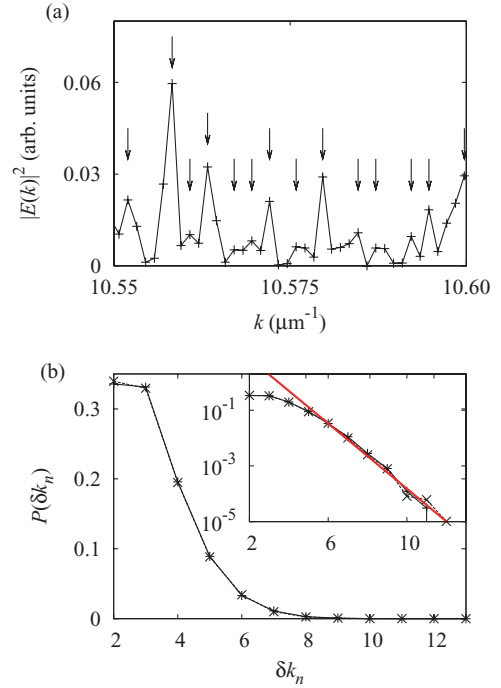 (a)
|E(k)|² (arb. units)
0.06
0.03
0
10.55 10.575 10.60
k (μm⁻¹)
(b)
P(δkₙ)
0.3
0.2
0.1
0
2 4 6 8 10 12
δkₙ
10⁻¹
10⁻³
10⁻⁵
2 6 10